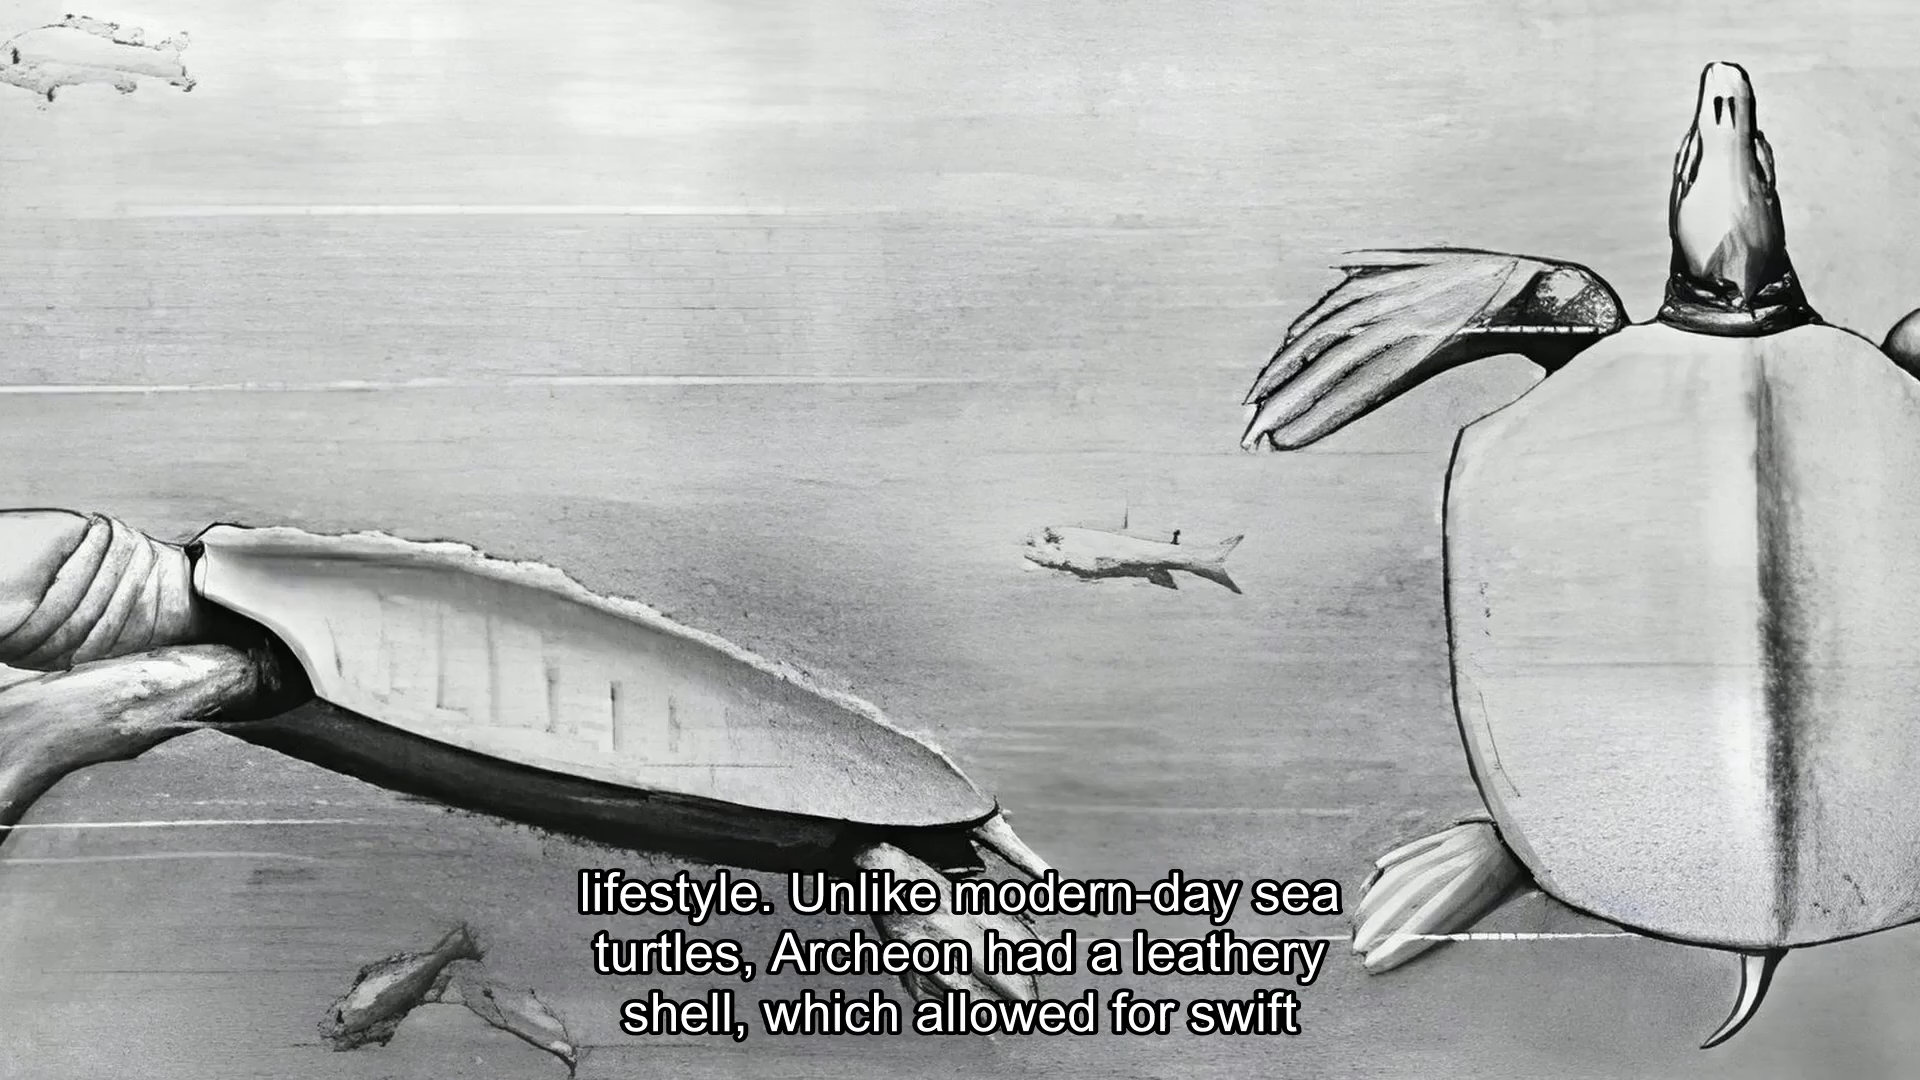 lifestyle. Unlike modern-day sea
turtles, Archeon had a leathery
shell, which allowed for swift